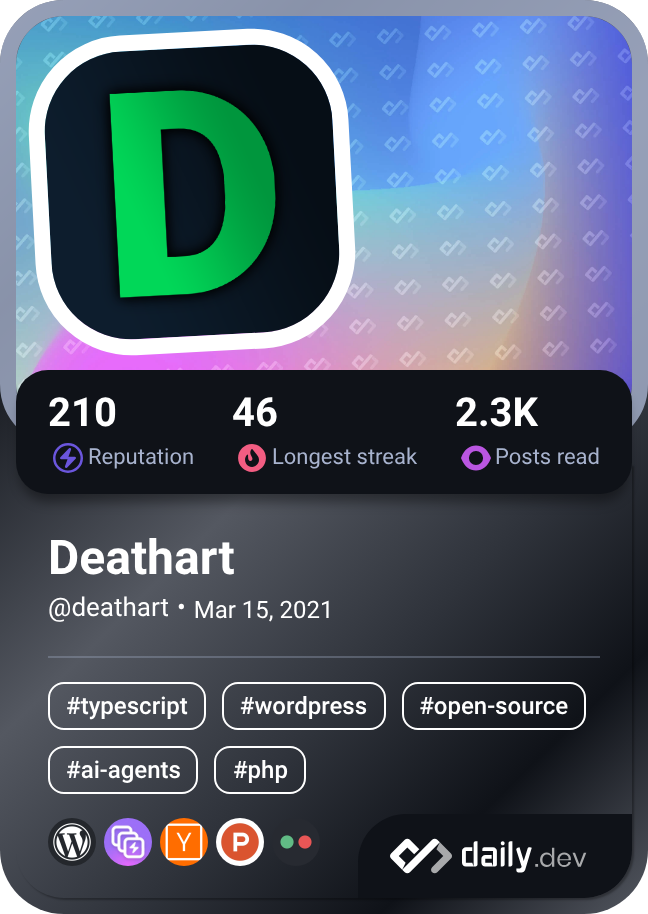 D
210 46 2.3K
Reputation Longest streak Posts read
Deathart
@deathart • Mar 15, 2021
#typescript #wordpress #open-source
#ai-agents #php
W Y P daily.dev